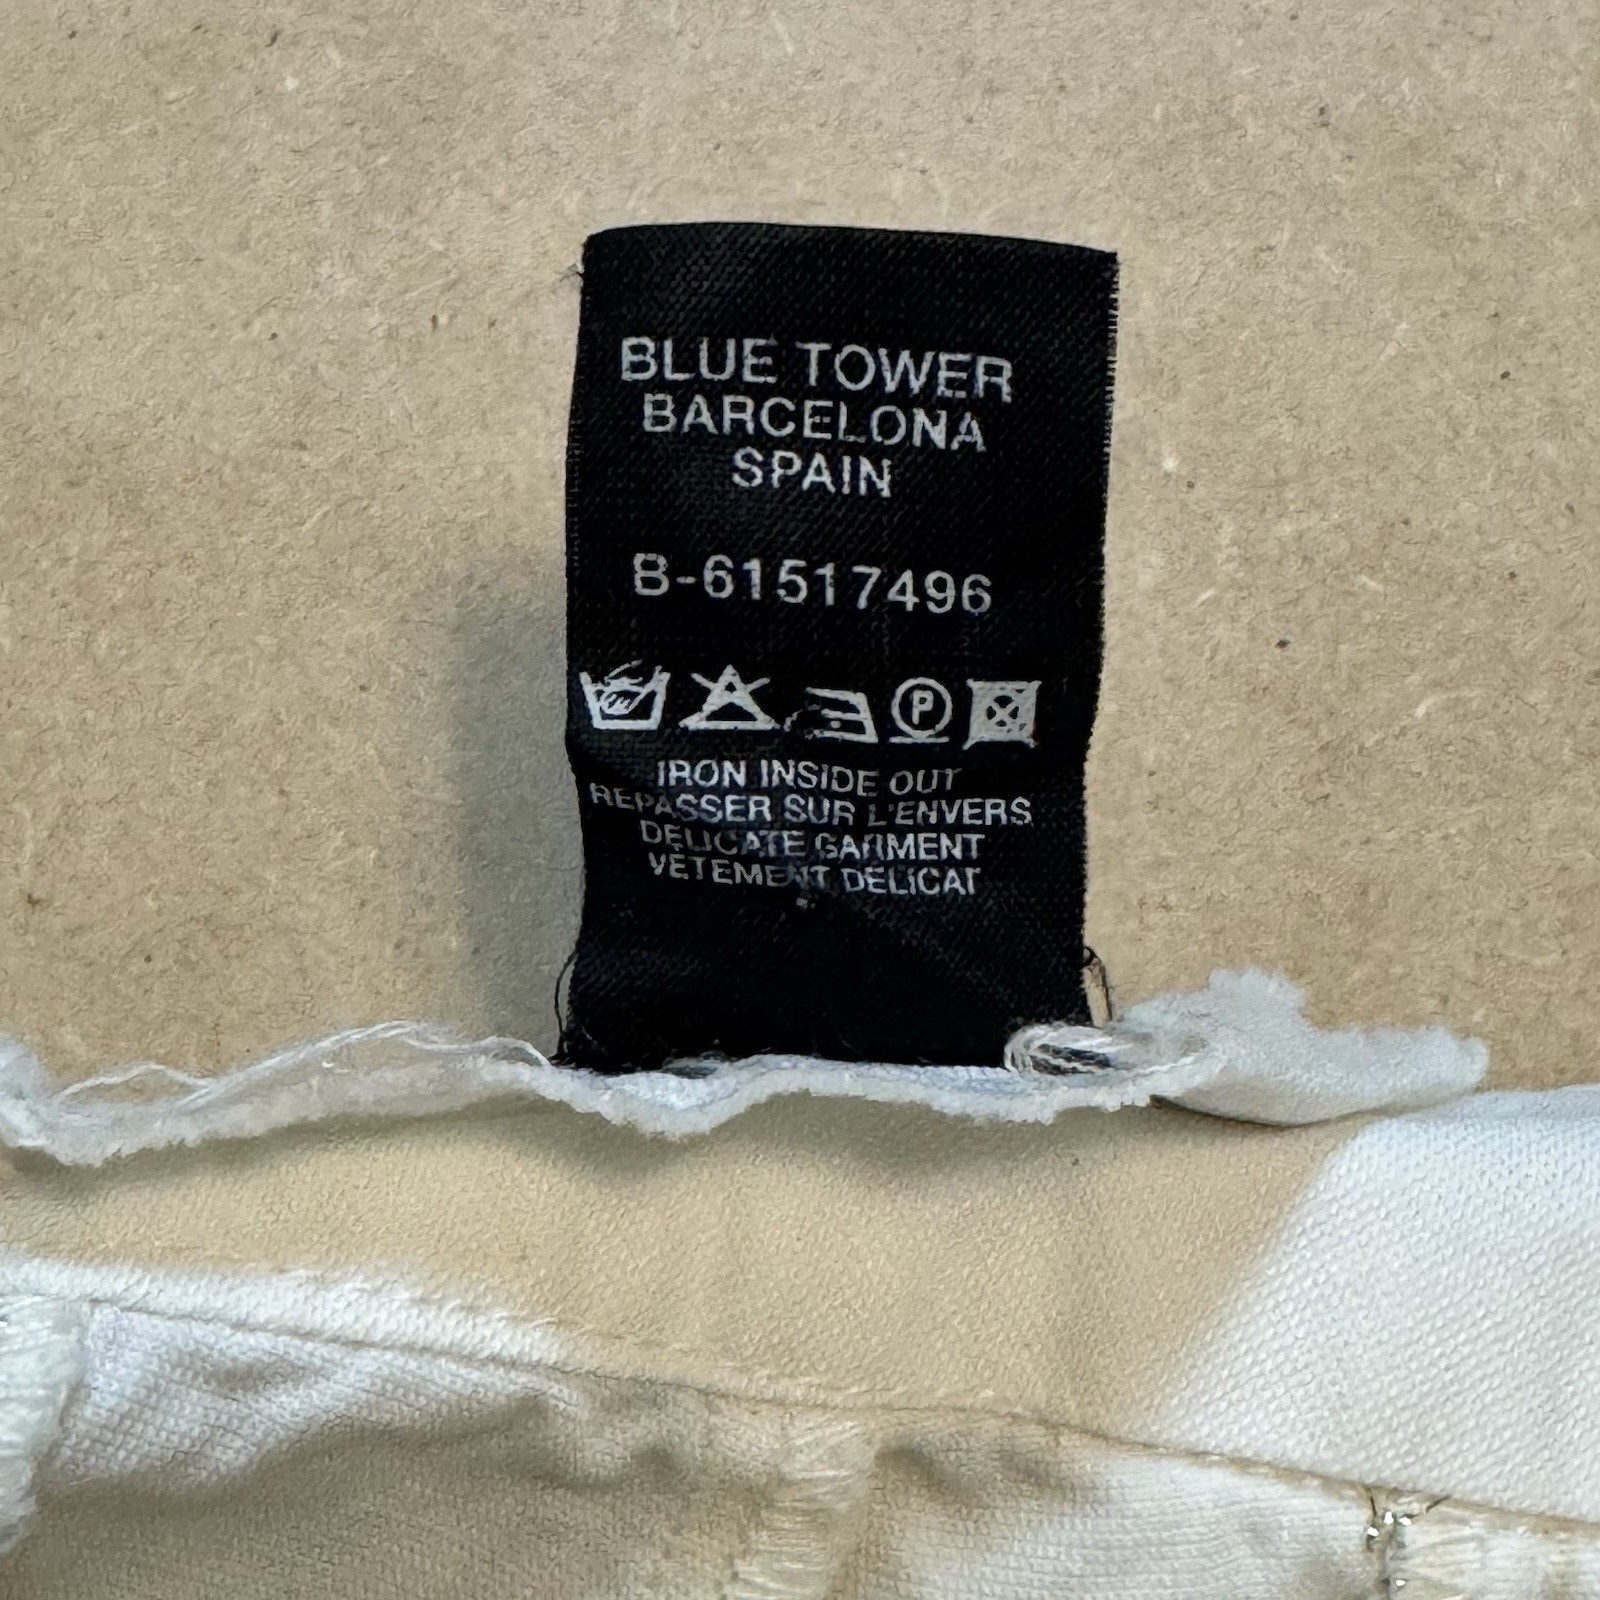 BLUE TOWER
BARCELONA
SPAIN
B-61517496
P
IRON INSIDE OUT
REPASSER SUR L'ENVERS
DELICATE GARMENT
VETEMENT DELICAT